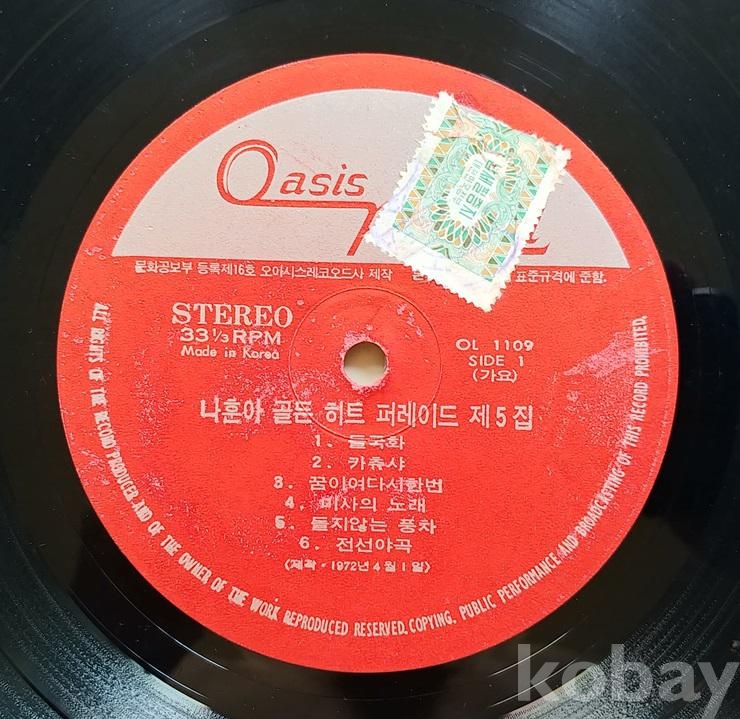 Oasis
문화공보부 등록제16호 오아시스레코오드사 제작
표준규격에 준함.
STEREO
33 1/3 RPM
Made in Korea
OL 1109
SIDE 1
(가요)
나훈아 골든 히트 퍼레이드 제5집
1. 들국화
2. 카츄샤
3. 꿈이여다시한번
4. 미사의 노래
5. 돌지않는 풍차
6. 전선야곡
(제작·1972년 4월 1일)
ALL RIGHTS OF THE RECORD PRODUCER AND OF THE OWNER OF THE WORK REPRODUCED RESERVED. COPYING. PUBLIC PERFORMANCE AND BROADCASTING OF THIS RECORD PROHIBITED.
kobay